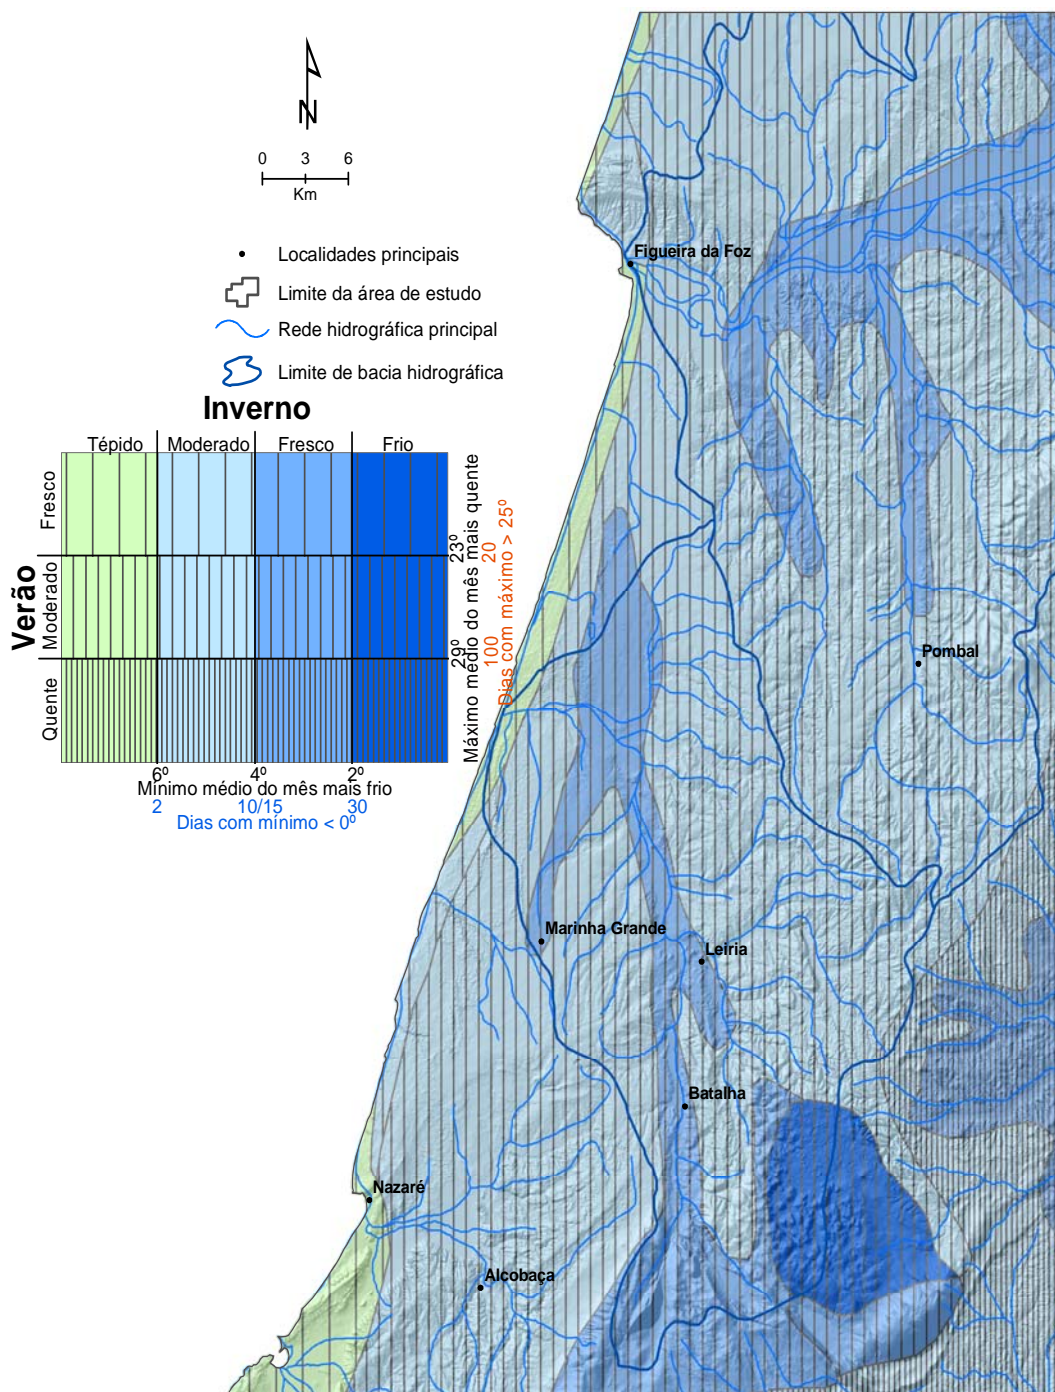 N
0 3 6
Km
Localidades principais
Limite da área de estudo
Rede hidrográfica principal
Limite de bacia hidrográfica
Inverno
Tépido Moderado Fresco Frio
Verão
Fresco
Moderado
Quente
23º
29º
Máximo médio do mês mais quente
20
100
Dias com máximo > 25º
6º 4º 2º
Mínimo médio do mês mais frio
2 10/15 30
Dias com mínimo < 0º
Figueira da Foz
Pombal
Marinha Grande
Leiria
Batalha
Nazaré
Alcobaça